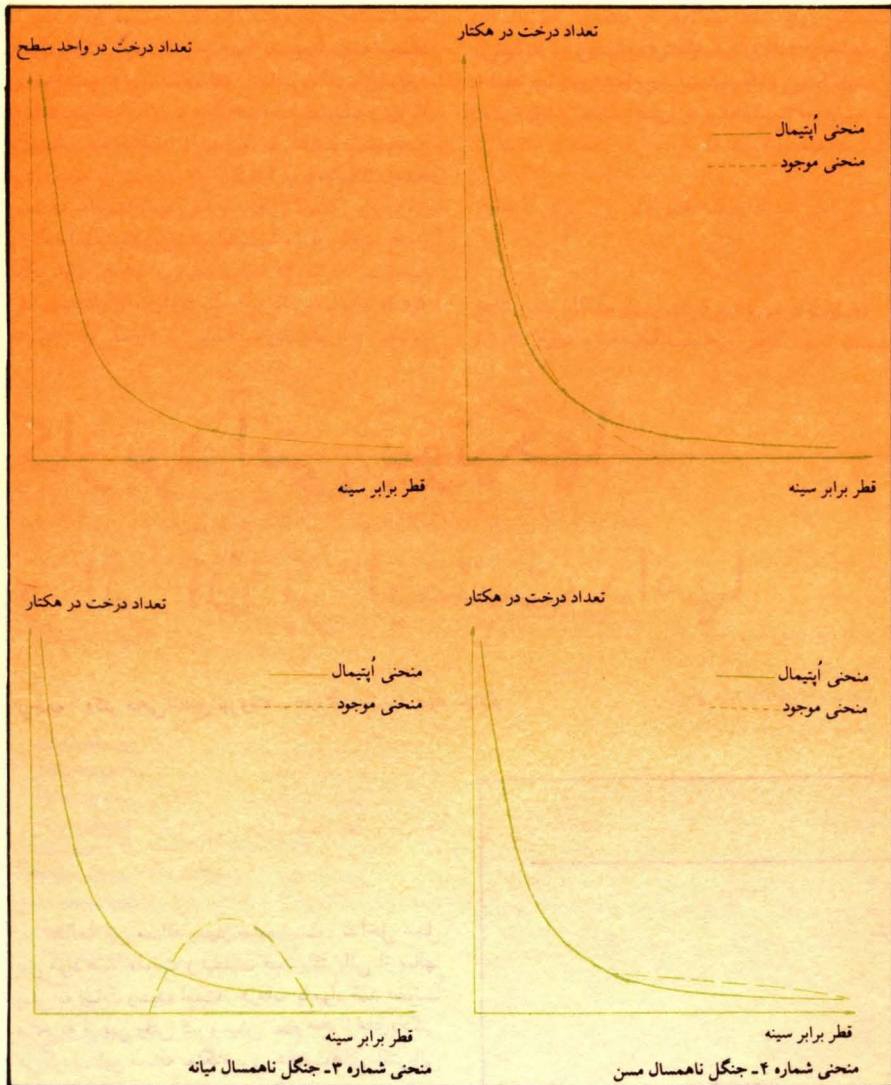 تعداد درخت در هکتار
منحنی اُپتیمال
منحنی موجود
قطر برابر سینه
تعداد درخت در واحد سطح
قطر برابر سینه
تعداد درخت در هکتار
منحنی اُپتیمال
منحنی موجود
قطر برابر سینه
منحنی شماره ۴ـ جنگل ناهمسال مسن
تعداد درخت در هکتار
منحنی اُپتیمال
منحنی موجود
قطر برابر سینه
منحنی شماره ۳ـ جنگل ناهمسال میانه